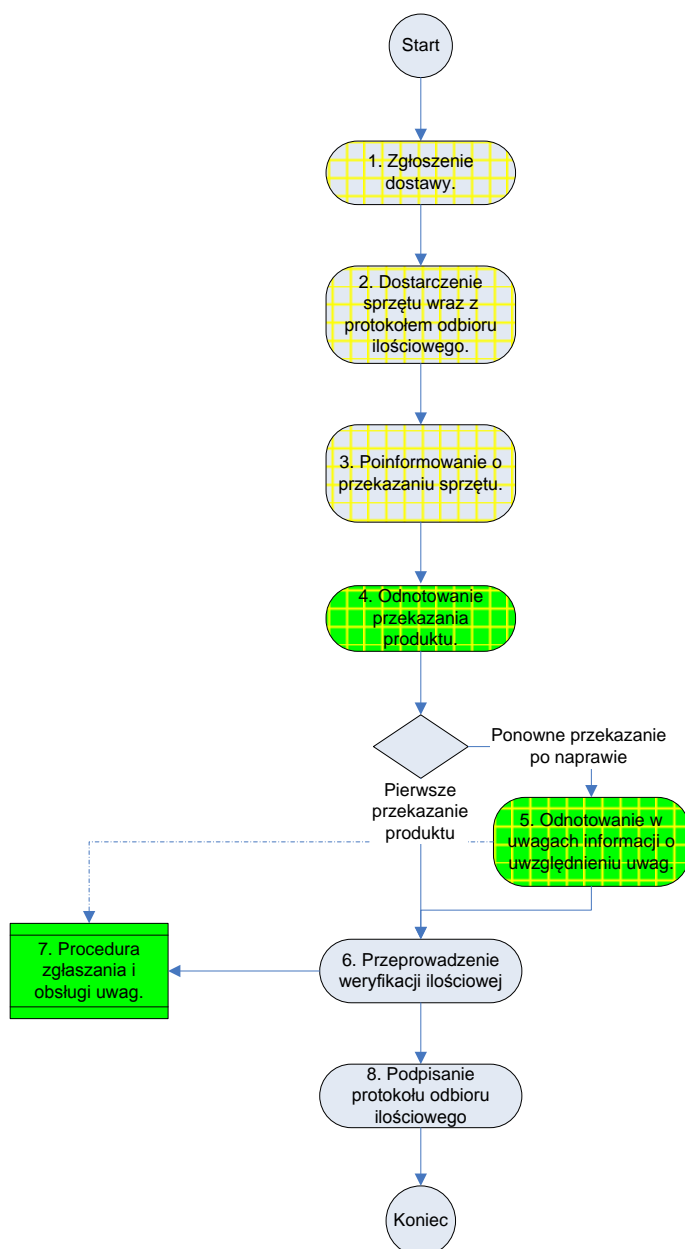 Start
1. Zgłoszenie
dostawy.
2. Dostarczenie
sprzętu wraz z
protokołem odbioru
ilościowego.
3. Poinformowanie o
przekazaniu sprzętu.
4. Odnotowanie
przekazania
produktu.
Ponowne przekazanie
po naprawie
Pierwsze
przekazanie
produktu
5. Odnotowanie w
uwagach informacji o
uwzględnieniu uwag.
6. Przeprowadzenie
weryfikacji ilościowej
7. Procedura
zgłaszania i
obsługi uwag.
8. Podpisanie
protokołu odbioru
ilościowego
Koniec